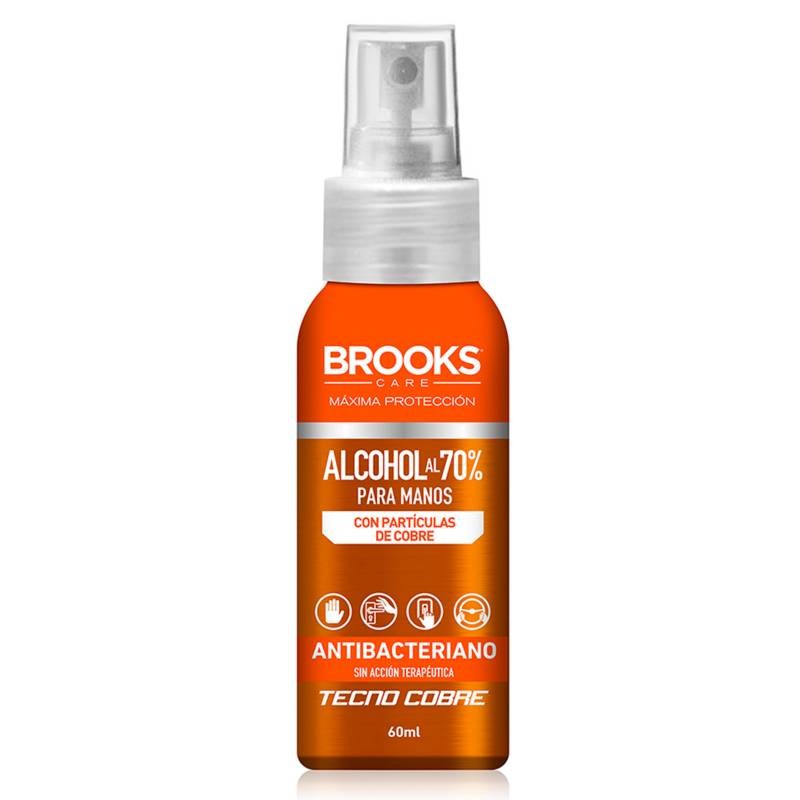 BROOKS™
CARE
MÁXIMA PROTECCIÓN
ALCOHOL AL 70%
PARA MANOS
CON PARTÍCULAS
DE COBRE
ANTIBACTERIANO
SIN ACCIÓN TERAPÉUTICA
TECNO COBRE
60ml